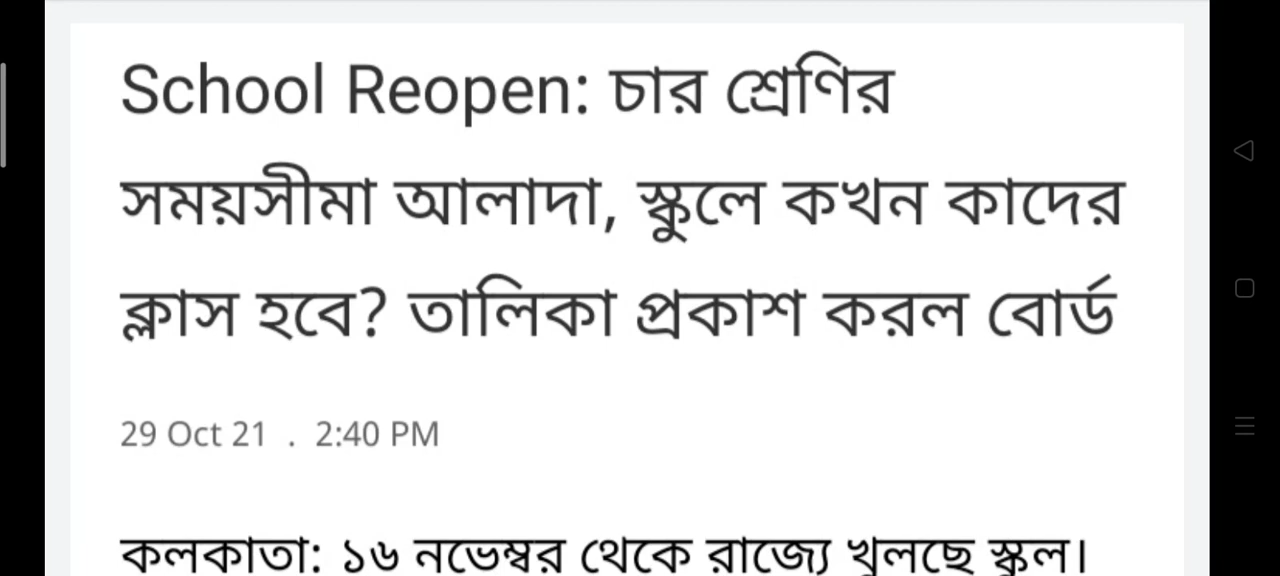 School Reopen: চার শ্রেণির
সময়সীমা আলাদা, স্কুলে কখন কাদের
ক্লাস হবে? তালিকা প্রকাশ করল বোর্ড
29 Oct 21 . 2:40 PM
কলকাতা: ১৬ নভেম্বর থেকে রাজ্যে খুলছে স্কুল।